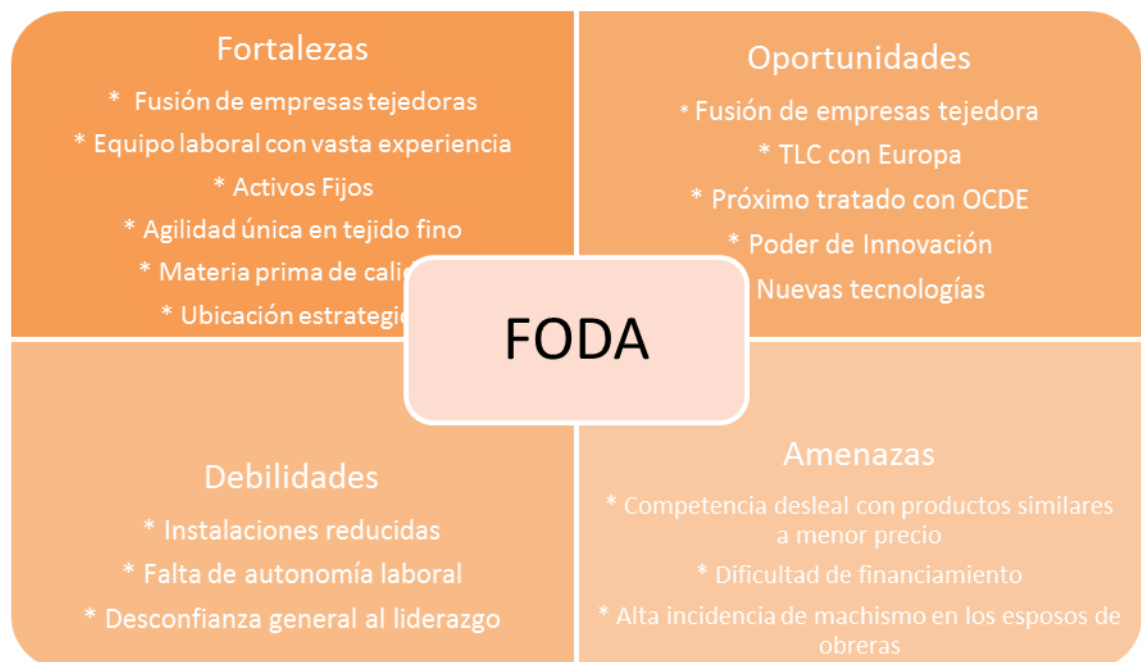 Fortalezas
* Fusión de empresas tejedoras
* Equipo laboral con vasta experiencia
* Activos Fijos
* Agilidad única en tejido fino
* Materia prima de
* Ubicación
Oportunidades
* Fusión de empresas tejedora
* TLC con Europa
* Próximo tratado con OCDE
* Poder de Innovación
Nuevas tecnologías
FODA
Debilidades
* Instalaciones reducidas
* Falta de autonomía laboral
* Desconfianza general al liderazgo
Amenazas
* Competencia desleal con productos similares
a menor precio
* Dificultad de financiamiento
* Alta incidencia de machismo en los esposos de
obreras